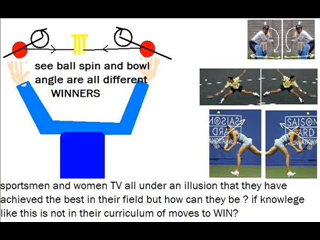 see ball spin and bowl
angle are all different
WINNERS
SAISON
SAISON
sportsmen and women TV all under an illusion that they have
achieved the best in their field but how can they be ? if knowlege
like this is not in their curriculum of moves to WIN?